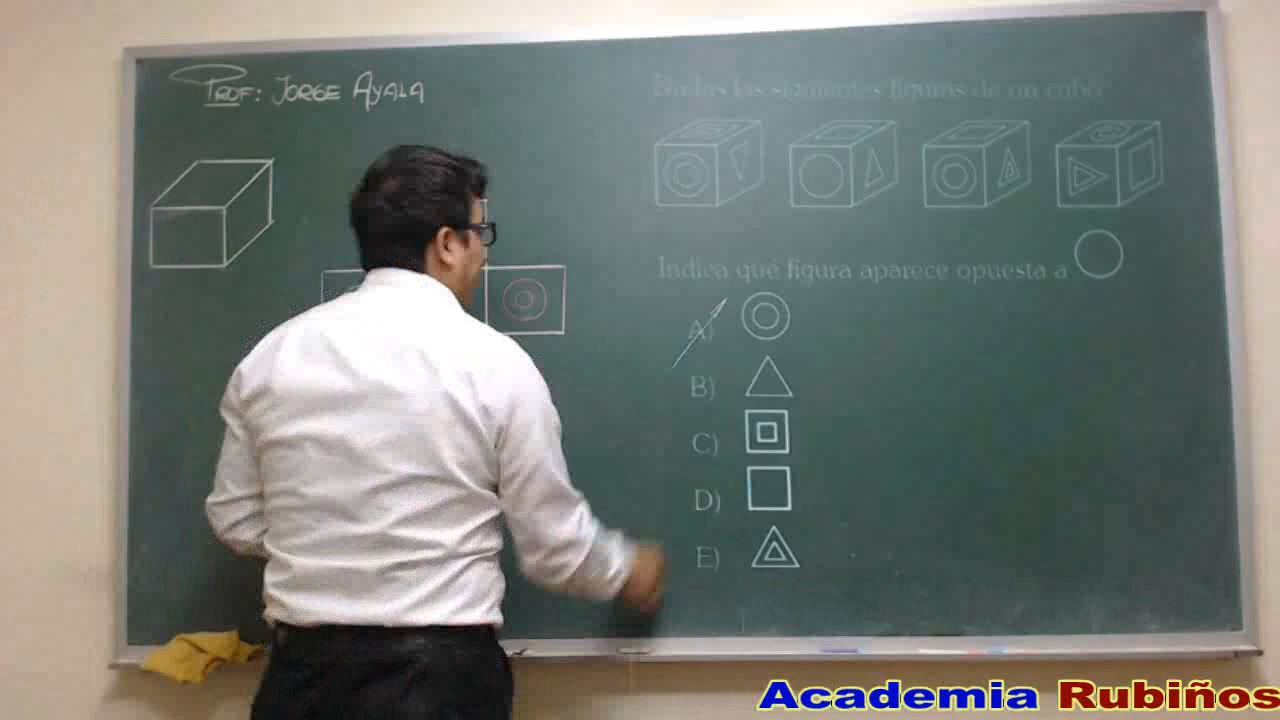 PROF: JORGE AYALA
Dadas las siguientes figuras de un cubo
Indica qué figura aparece opuesta a
A)
B)
C)
D)
E)
Academia Rubiños